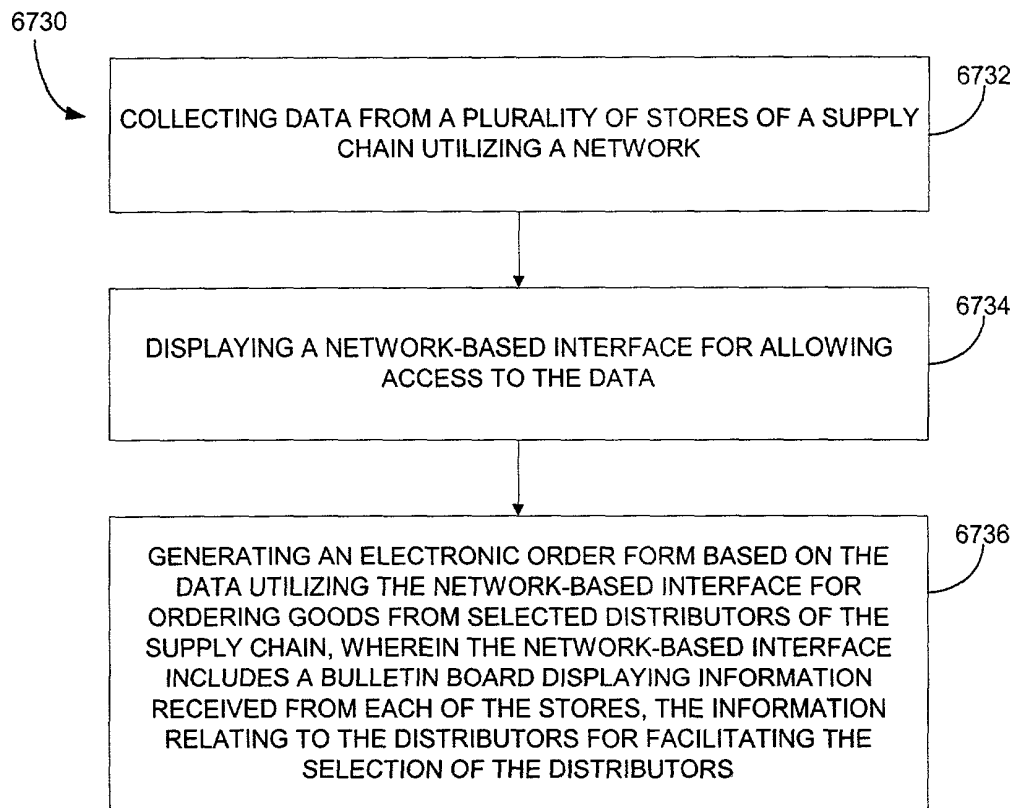 6730
6732
COLLECTING DATA FROM A PLURALITY OF STORES OF A SUPPLY
CHAIN UTILIZING A NETWORK
6734
DISPLAYING A NETWORK-BASED INTERFACE FOR ALLOWING
ACCESS TO THE DATA
6736
GENERATING AN ELECTRONIC ORDER FORM BASED ON THE
DATA UTILIZING THE NETWORK-BASED INTERFACE FOR
ORDERING GOODS FROM SELECTED DISTRIBUTORS OF THE
SUPPLY CHAIN, WHEREIN THE NETWORK-BASED INTERFACE
INCLUDES A BULLETIN BOARD DISPLAYING INFORMATION
RECEIVED FROM EACH OF THE STORES, THE INFORMATION
RELATING TO THE DISTRIBUTORS FOR FACILITATING THE
SELECTION OF THE DISTRIBUTORS